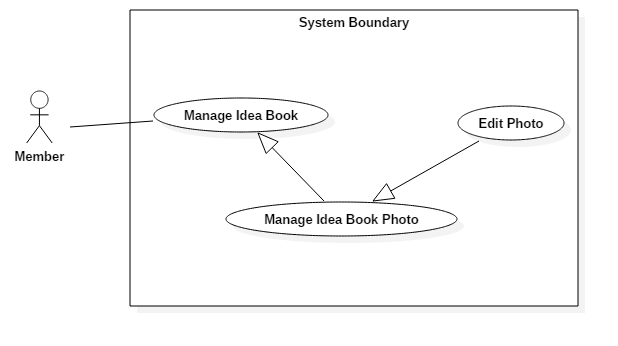 System Boundary
Manage Idea Book
Edit Photo
Member
Manage Idea Book Photo